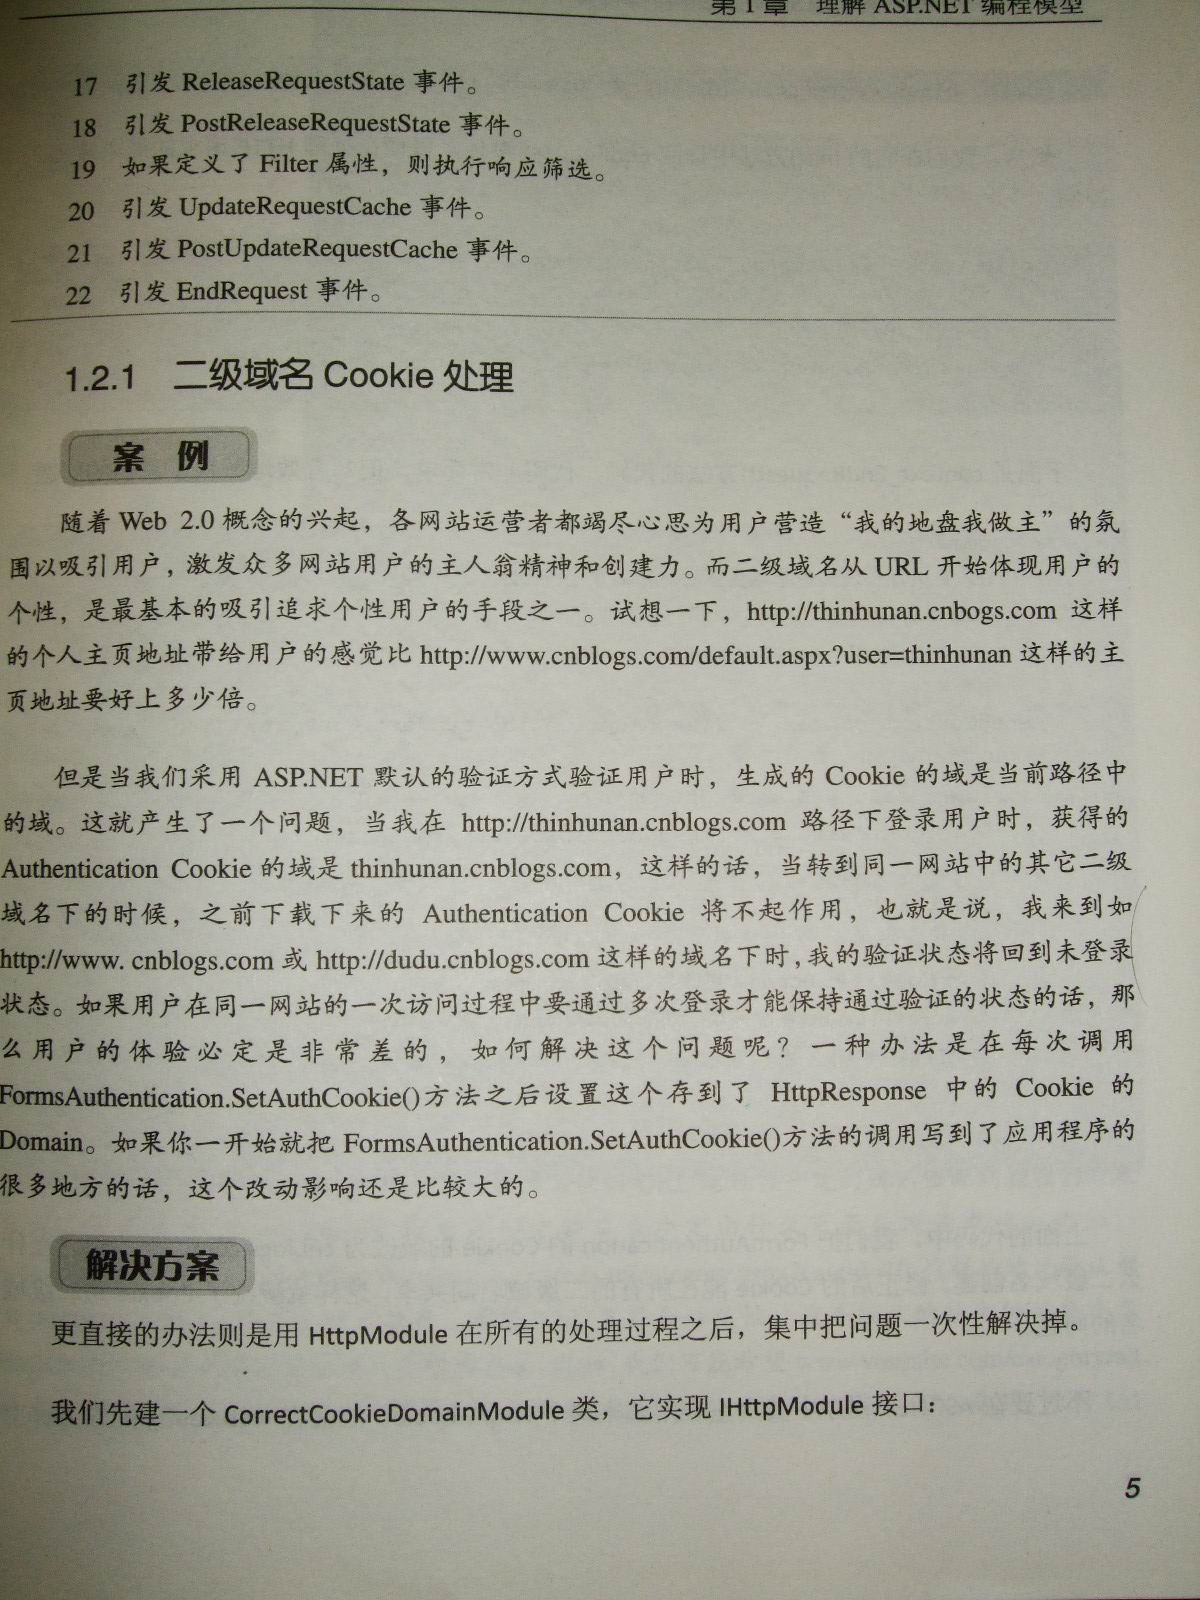 第 1 章 理解 ASP.NET 编程模型
17 引发 ReleaseRequestState 事件。
18 引发 PostReleaseRequestState 事件。
19 如果定义了 Filter 属性，则执行响应筛选。
20 引发 UpdateRequestCache 事件。
21 引发 PostUpdateRequestCache 事件。
22 引发 EndRequest 事件。
1.2.1 二级域名 Cookie 处理
案 例
随着 Web 2.0 概念的兴起，各网站运营者都竭尽心思为用户营造“我的地盘我做主”的氛
围以吸引用户，激发众多网站用户的主人翁精神和创建力。而二级域名从 URL 开始体现用户的
个性，是最基本的吸引追求个性用户的手段之一。试想一下，http://thinhunan.cnbogs.com 这样
的个人主页地址带给用户的感觉比 http://www.cnblogs.com/default.aspx?user=thinhunan 这样的主
页地址要好上多少倍。
但是当我们采用 ASP.NET 默认的验证方式验证用户时，生成的 Cookie 的域是当前路径中
的域。这就产生了一个问题，当我在 http://thinhunan.cnblogs.com 路径下登录用户时，获得的
Authentication Cookie 的域是 thinhunan.cnblogs.com，这样的话，当转到同一网站中的其它二级
域名下的时候，之前下载下来的 Authentication Cookie 将不起作用，也就是说，我来到如
http://www. cnblogs.com 或 http://dudu.cnblogs.com 这样的域名下时，我的验证状态将回到未登录
状态。如果用户在同一网站的一次访问过程中要通过多次登录才能保持通过验证的状态的话，那
么用户的体验必定是非常差的，如何解决这个问题呢？一种办法是在每次调用
FormsAuthentication.SetAuthCookie()方法之后设置这个存到了 HttpResponse 中的 Cookie 的
Domain。如果你一开始就把 FormsAuthentication.SetAuthCookie()方法的调用写到了应用程序的
很多地方的话，这个改动影响还是比较大的。
解决方案
更直接的办法则是用 HttpModule 在所有的处理过程之后，集中把问题一次性解决掉。
我们先建一个 CorrectCookieDomainModule 类，它实现 IHttpModule 接口：
5